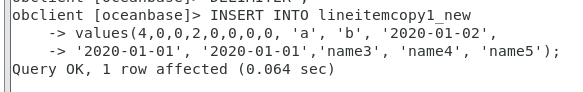 obclient [oceanbase]> DELIMITER ;
obclient [oceanbase]> INSERT INTO lineitemcopy1_new
    -> values(4,0,0,2,0,0,0,0, 'a', 'b', '2020-01-02',
    -> '2020-01-01', '2020-01-01','name3', 'name4', 'name5');
Query OK, 1 row affected (0.064 sec)